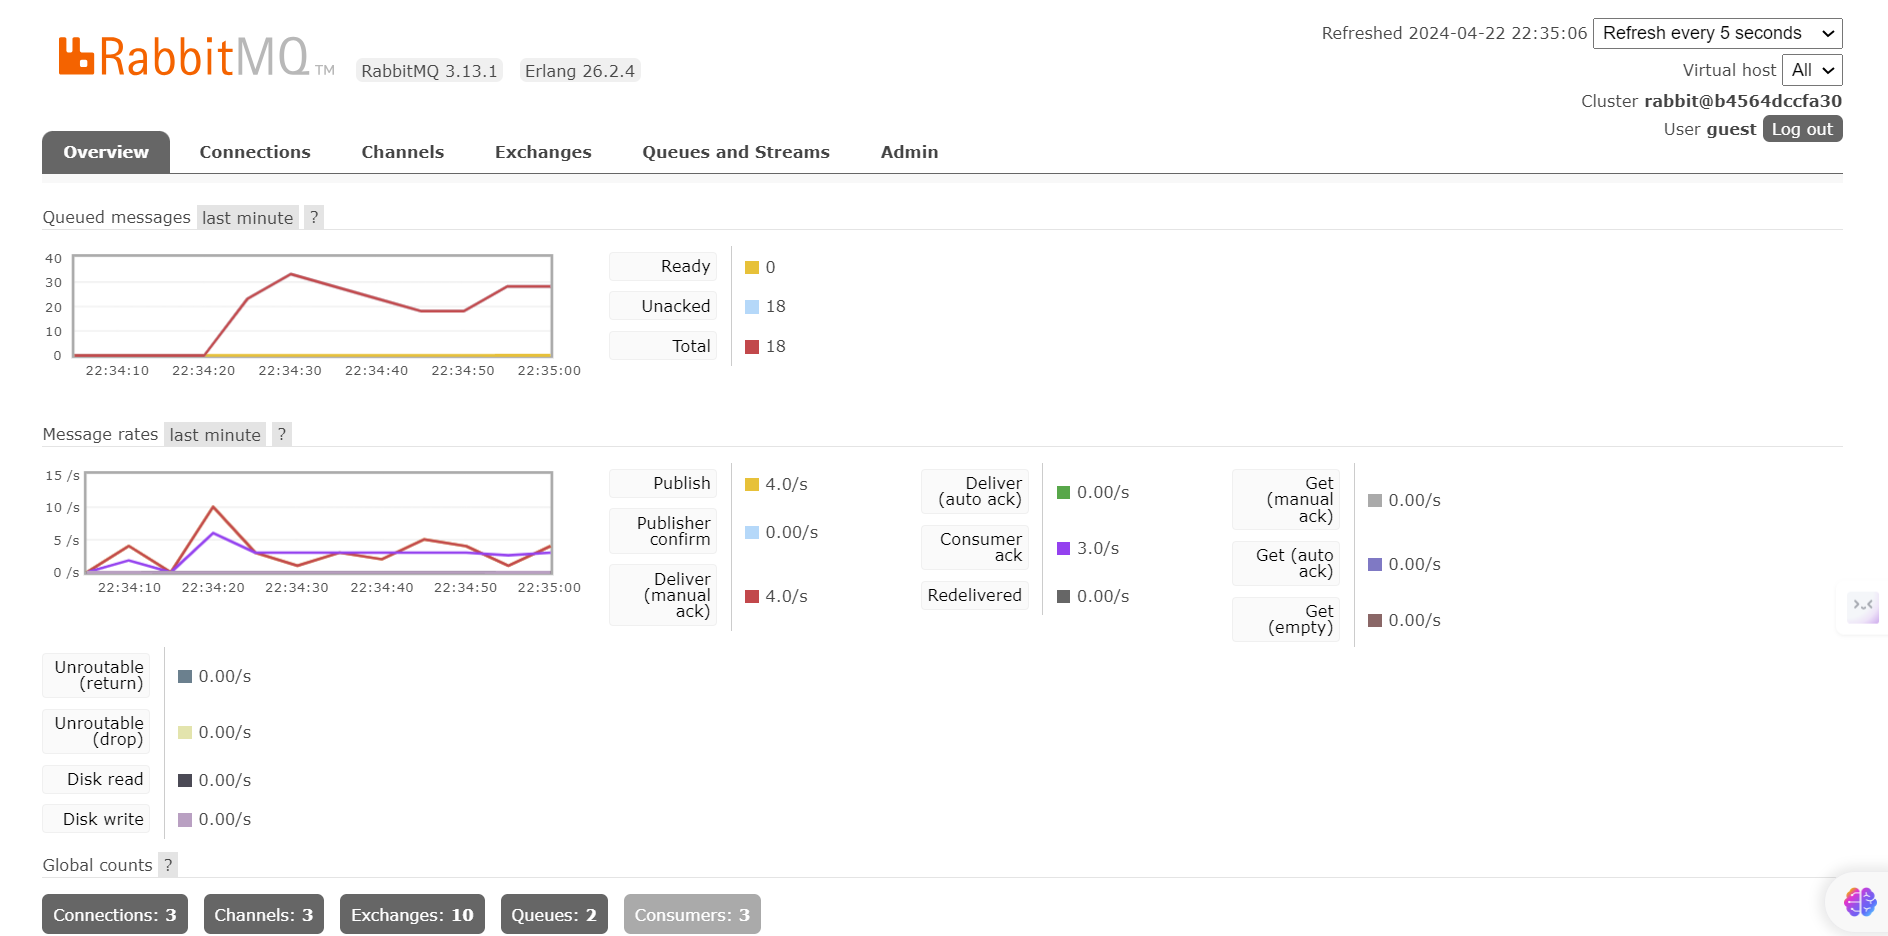 RabbitMQ TM
RabbitMQ 3.13.1
Erlang 26.2.4
Refreshed 2024-04-22 22:35:06
Refresh every 5 seconds
Virtual host All
Cluster rabbit@b4564dccfa30
User guest Log out
Overview
Connections
Channels
Exchanges
Queues and Streams
Admin
Queued messages last minute ?
40
30
20
10
0
22:34:10 22:34:20 22:34:30 22:34:40 22:34:50 22:35:00
Ready 0
Unacked 18
Total 18
Message rates last minute ?
15 /s
10 /s
5 /s
0 /s
22:34:10 22:34:20 22:34:30 22:34:40 22:34:50 22:35:00
Publish 4.0/s
Publisher
confirm 0.00/s
Deliver
(manual
ack) 4.0/s
Deliver
(auto ack) 0.00/s
Consumer
ack 3.0/s
Redelivered 0.00/s
Get
(manual
ack) 0.00/s
Get (auto
ack) 0.00/s
Get
(empty) 0.00/s
Unroutable
(return) 0.00/s
Unroutable
(drop) 0.00/s
Disk read 0.00/s
Disk write 0.00/s
Global counts ?
Connections: 3
Channels: 3
Exchanges: 10
Queues: 2
Consumers: 3